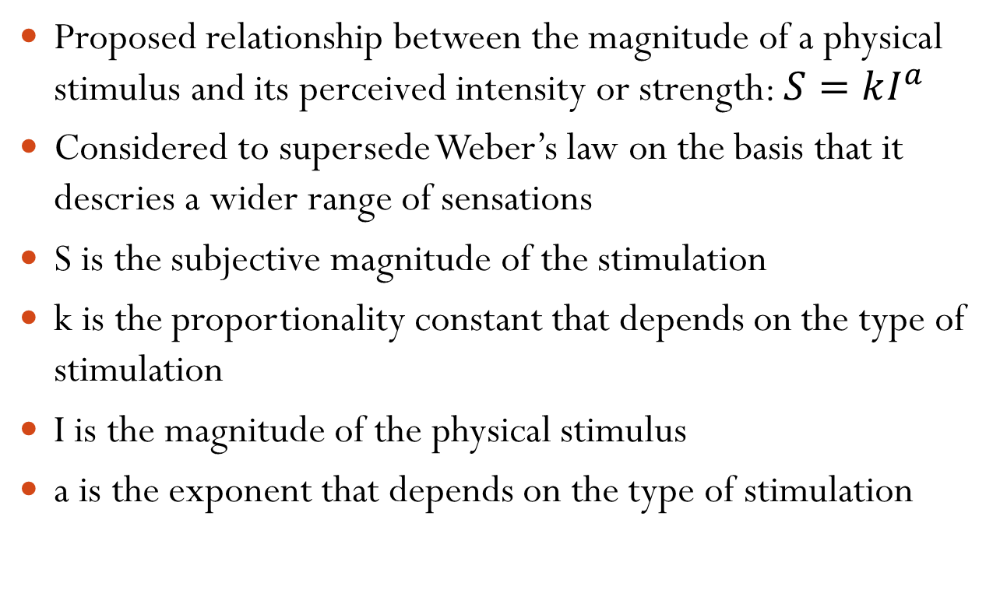 • Proposed relationship between the magnitude of a physical
stimulus and its perceived intensity or strength: S = kIᵃ
• Considered to supersede Weber’s law on the basis that it
descries a wider range of sensations
• S is the subjective magnitude of the stimulation
• k is the proportionality constant that depends on the type of
stimulation
• I is the magnitude of the physical stimulus
• a is the exponent that depends on the type of stimulation